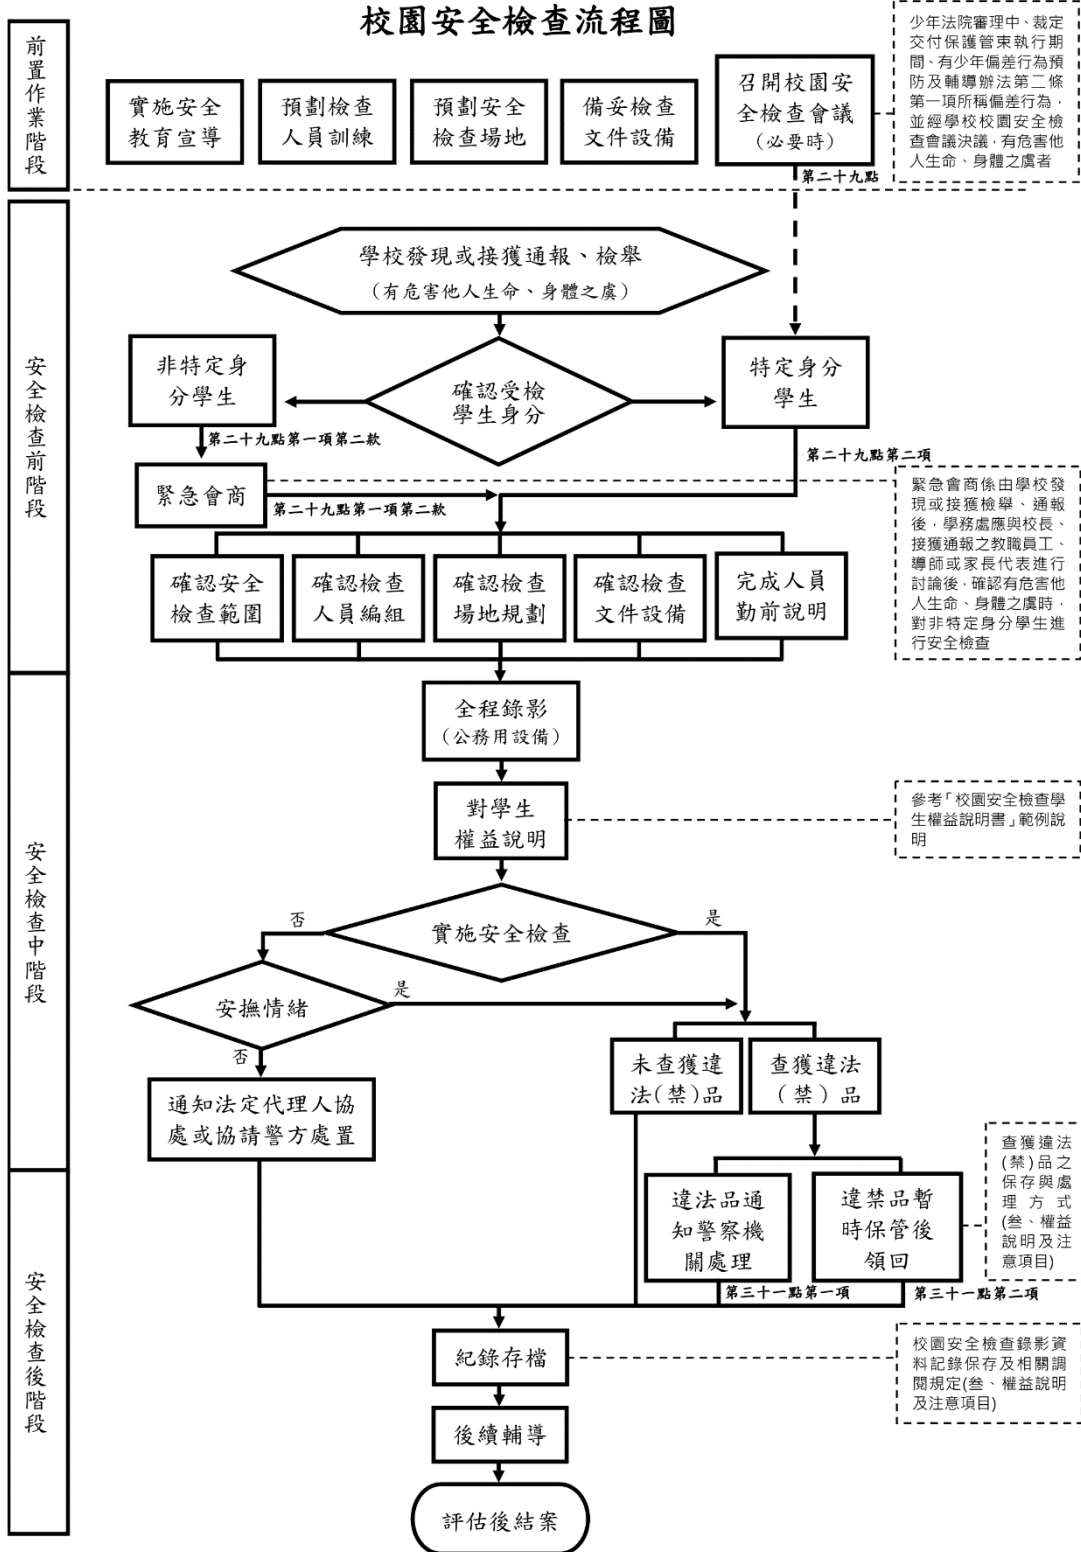 校園安全檢查流程圖
前置作業階段
實施安全
教育宣導
預劃檢查
人員訓練
預劃安全
檢查場地
備妥檢查
文件設備
召開校園安
全檢查會議
(必要時)
少年法院審理中、裁定
交付保護管束執行期
間、有少年偏差行為預
防及輔導辦法第二條
第一項所稱偏差行為，
並經學校校園安全檢
查會議決議，有危害他
人生命、身體之虞者
第二十九點
安全檢查前階段
學校發現或接獲通報、檢舉
(有危害他人生命、身體之虞)
非特定身
分學生
確認受檢
學生身分
特定身分
學生
第二十九點第一項第二款
第二十九點第二項
緊急會商
第二十九點第一項第二款
緊急會商係由學校發
現或接獲檢舉、通報
後，學務處應與校長、
接獲通報之教職員工、
導師或家長代表進行
討論後，確認有危害他
人生命、身體之虞時，
對非特定身分學生進
行安全檢查
確認安全
檢查範圍
確認檢查
人員編組
確認檢查
場地規劃
確認檢查
文件設備
完成人員
勤前說明
安全檢查中階段
全程錄影
(公務用設備)
對學生
權益說明
參考「校園安全檢查學
生權益說明書」範例說
明
實施安全檢查
否
是
安撫情緒
是
否
未查獲違
法(禁)品
查獲違法
(禁)品
通知法定代理人協
處或協請警方處置
查獲違法
(禁)品之
保存與處
理方式
(叁、權益
說明及注
意項目)
安全檢查後階段
違法品通
知警察機
關處理
違禁品暫
時保管後
領回
第三十一點第一項
第三十一點第二項
紀錄存檔
校園安全檢查錄影資
料記錄保存及相關調
閱規定(叁、權益說明
及注意項目)
後續輔導
評估後結案